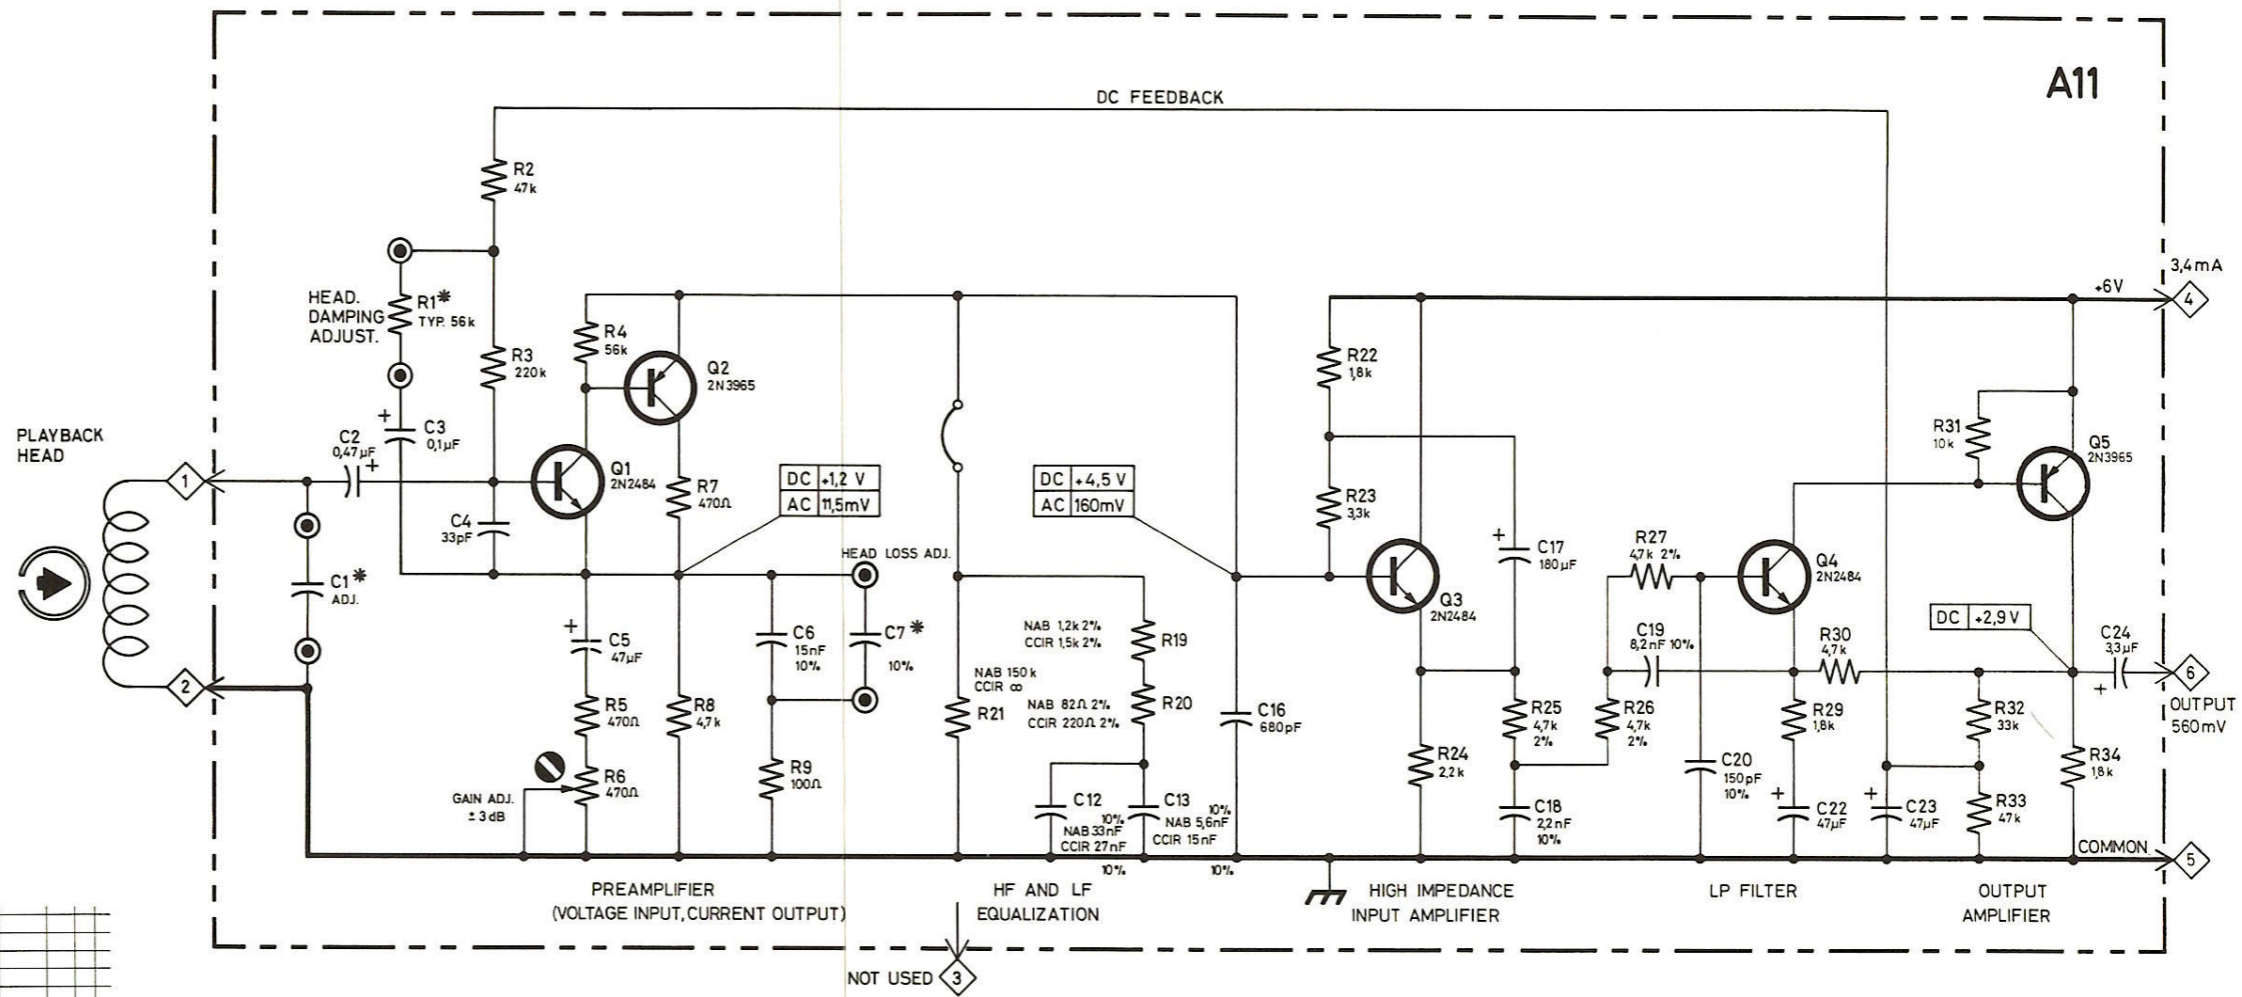 A11
DC FEEDBACK
R2
47k
HEAD.
DAMPING
ADJUST.
R1*
TYP. 56k
R3
220k
R4
56k
Q2
2N3965
PLAYBACK
HEAD
1
2
C2
0,47µF
+
+
C3
0,1µF
C4
33pF
Q1
2N2484
R7
470Ω
DC +1,2 V
AC 11,5mV
C1*
ADJ.
+
C5
47µF
R5
470Ω
R6
470Ω
GAIN ADJ.
± 3dB
R8
4,7k
C6
15nF
10%
HEAD LOSS ADJ.
C7*
10%
R9
100Ω
DC +4,5 V
AC 160mV
NAB 1,2k 2%
CCIR 1,5k 2%
R19
NAB 150k
CCIR ∞
R21
NAB 82Ω 2%
CCIR 220Ω 2%
R20
C12
10%
NAB 33nF
CCIR 27nF
10%
C13
10%
NAB 5,6nF
CCIR 15nF
10%
C16
680pF
R22
1,8k
R23
3,3k
Q3
2N2484
+
C17
180µF
R24
2,2k
R25
4,7k
2%
C18
2,2nF
10%
R27
4,7k 2%
C19
8,2nF 10%
R26
4,7k
2%
C20
150pF
10%
Q4
2N2484
R30
4,7k
R29
1,8k
+
C22
47µF
+
C23
47µF
R31
10k
Q5
2N3965
DC +2,9 V
R32
33k
R33
47k
R34
1,8k
C24
3,3µF
+
+6V
3,4mA
4
6
OUTPUT
560mV
COMMON
5
PREAMPLIFIER
(VOLTAGE INPUT, CURRENT OUTPUT)
HF AND LF
EQUALIZATION
HIGH IMPEDANCE
INPUT AMPLIFIER
LP FILTER
OUTPUT
AMPLIFIER
NOT USED
3